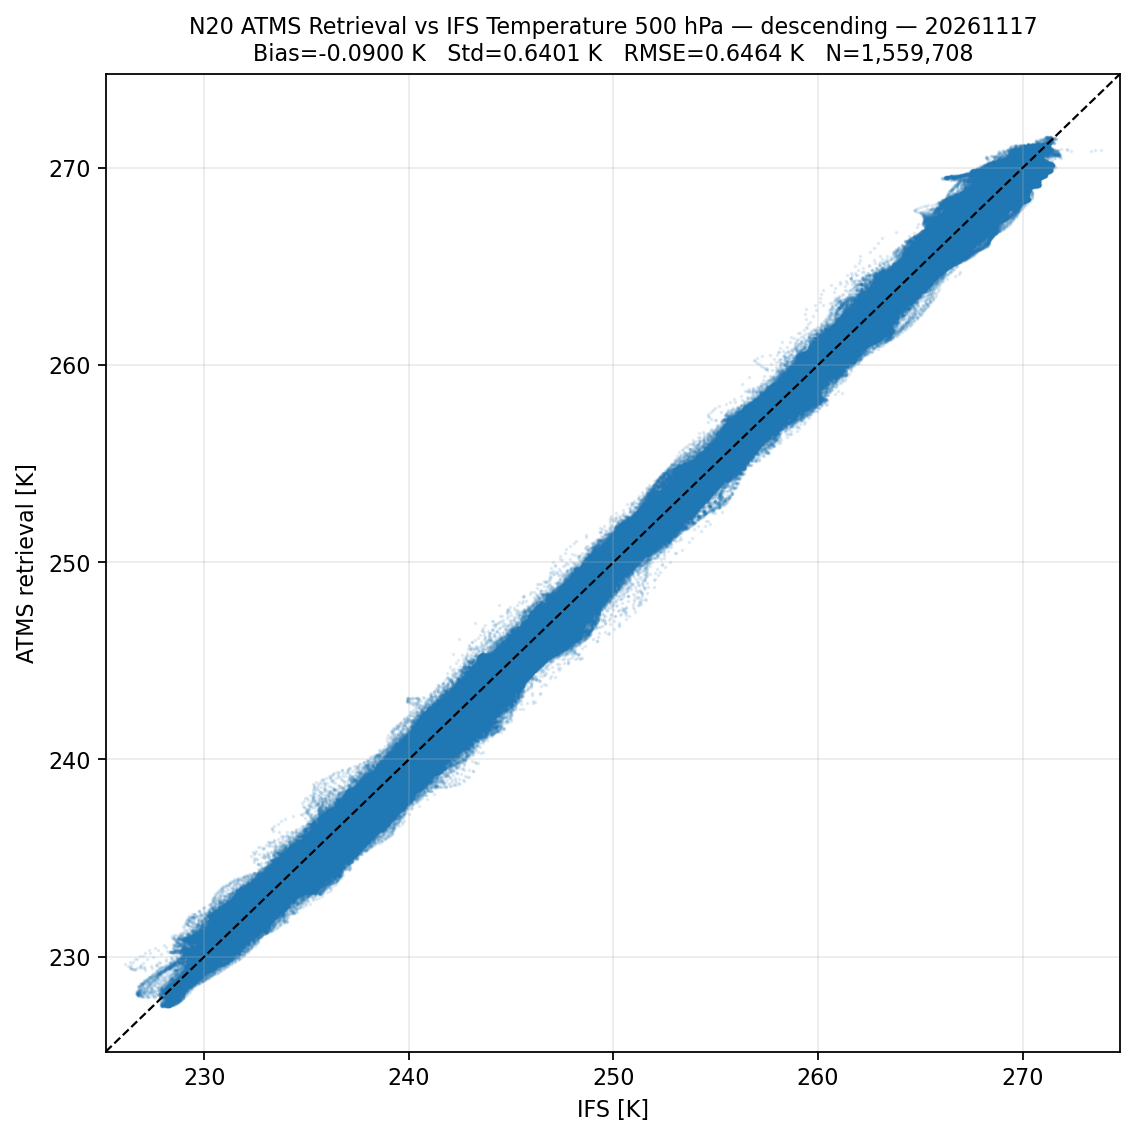 N20 ATMS Retrieval vs IFS Temperature 500 hPa — descending — 20261117
Bias=-0.0900 K   Std=0.6401 K   RMSE=0.6464 K   N=1,559,708
ATMS retrieval [K]
270
260
250
240
230
230
240
250
260
270
IFS [K]